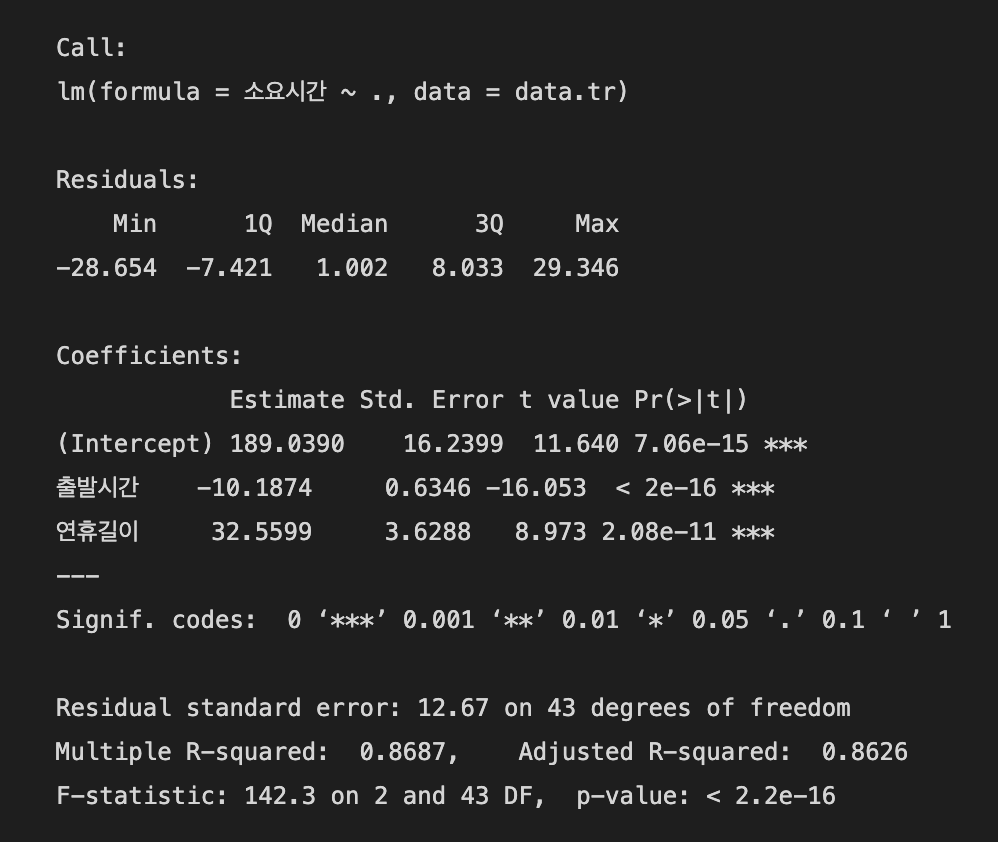 Call:
lm(formula = 소요시간 ~ ., data = data.tr)
Residuals:
    Min      1Q  Median      3Q     Max
-28.654  -7.421   1.002   8.033  29.346
Coefficients:
            Estimate Std. Error t value Pr(>|t|)
(Intercept) 189.0390    16.2399  11.640 7.06e-15 ***
출발시간    -10.1874     0.6346 -16.053  < 2e-16 ***
연휴길이     32.5599     3.6288   8.973 2.08e-11 ***
---
Signif. codes:  0 ‘***’ 0.001 ‘**’ 0.01 ‘*’ 0.05 ‘.’ 0.1 ‘ ’ 1
Residual standard error: 12.67 on 43 degrees of freedom
Multiple R-squared:  0.8687,    Adjusted R-squared:  0.8626
F-statistic: 142.3 on 2 and 43 DF,  p-value: < 2.2e-16